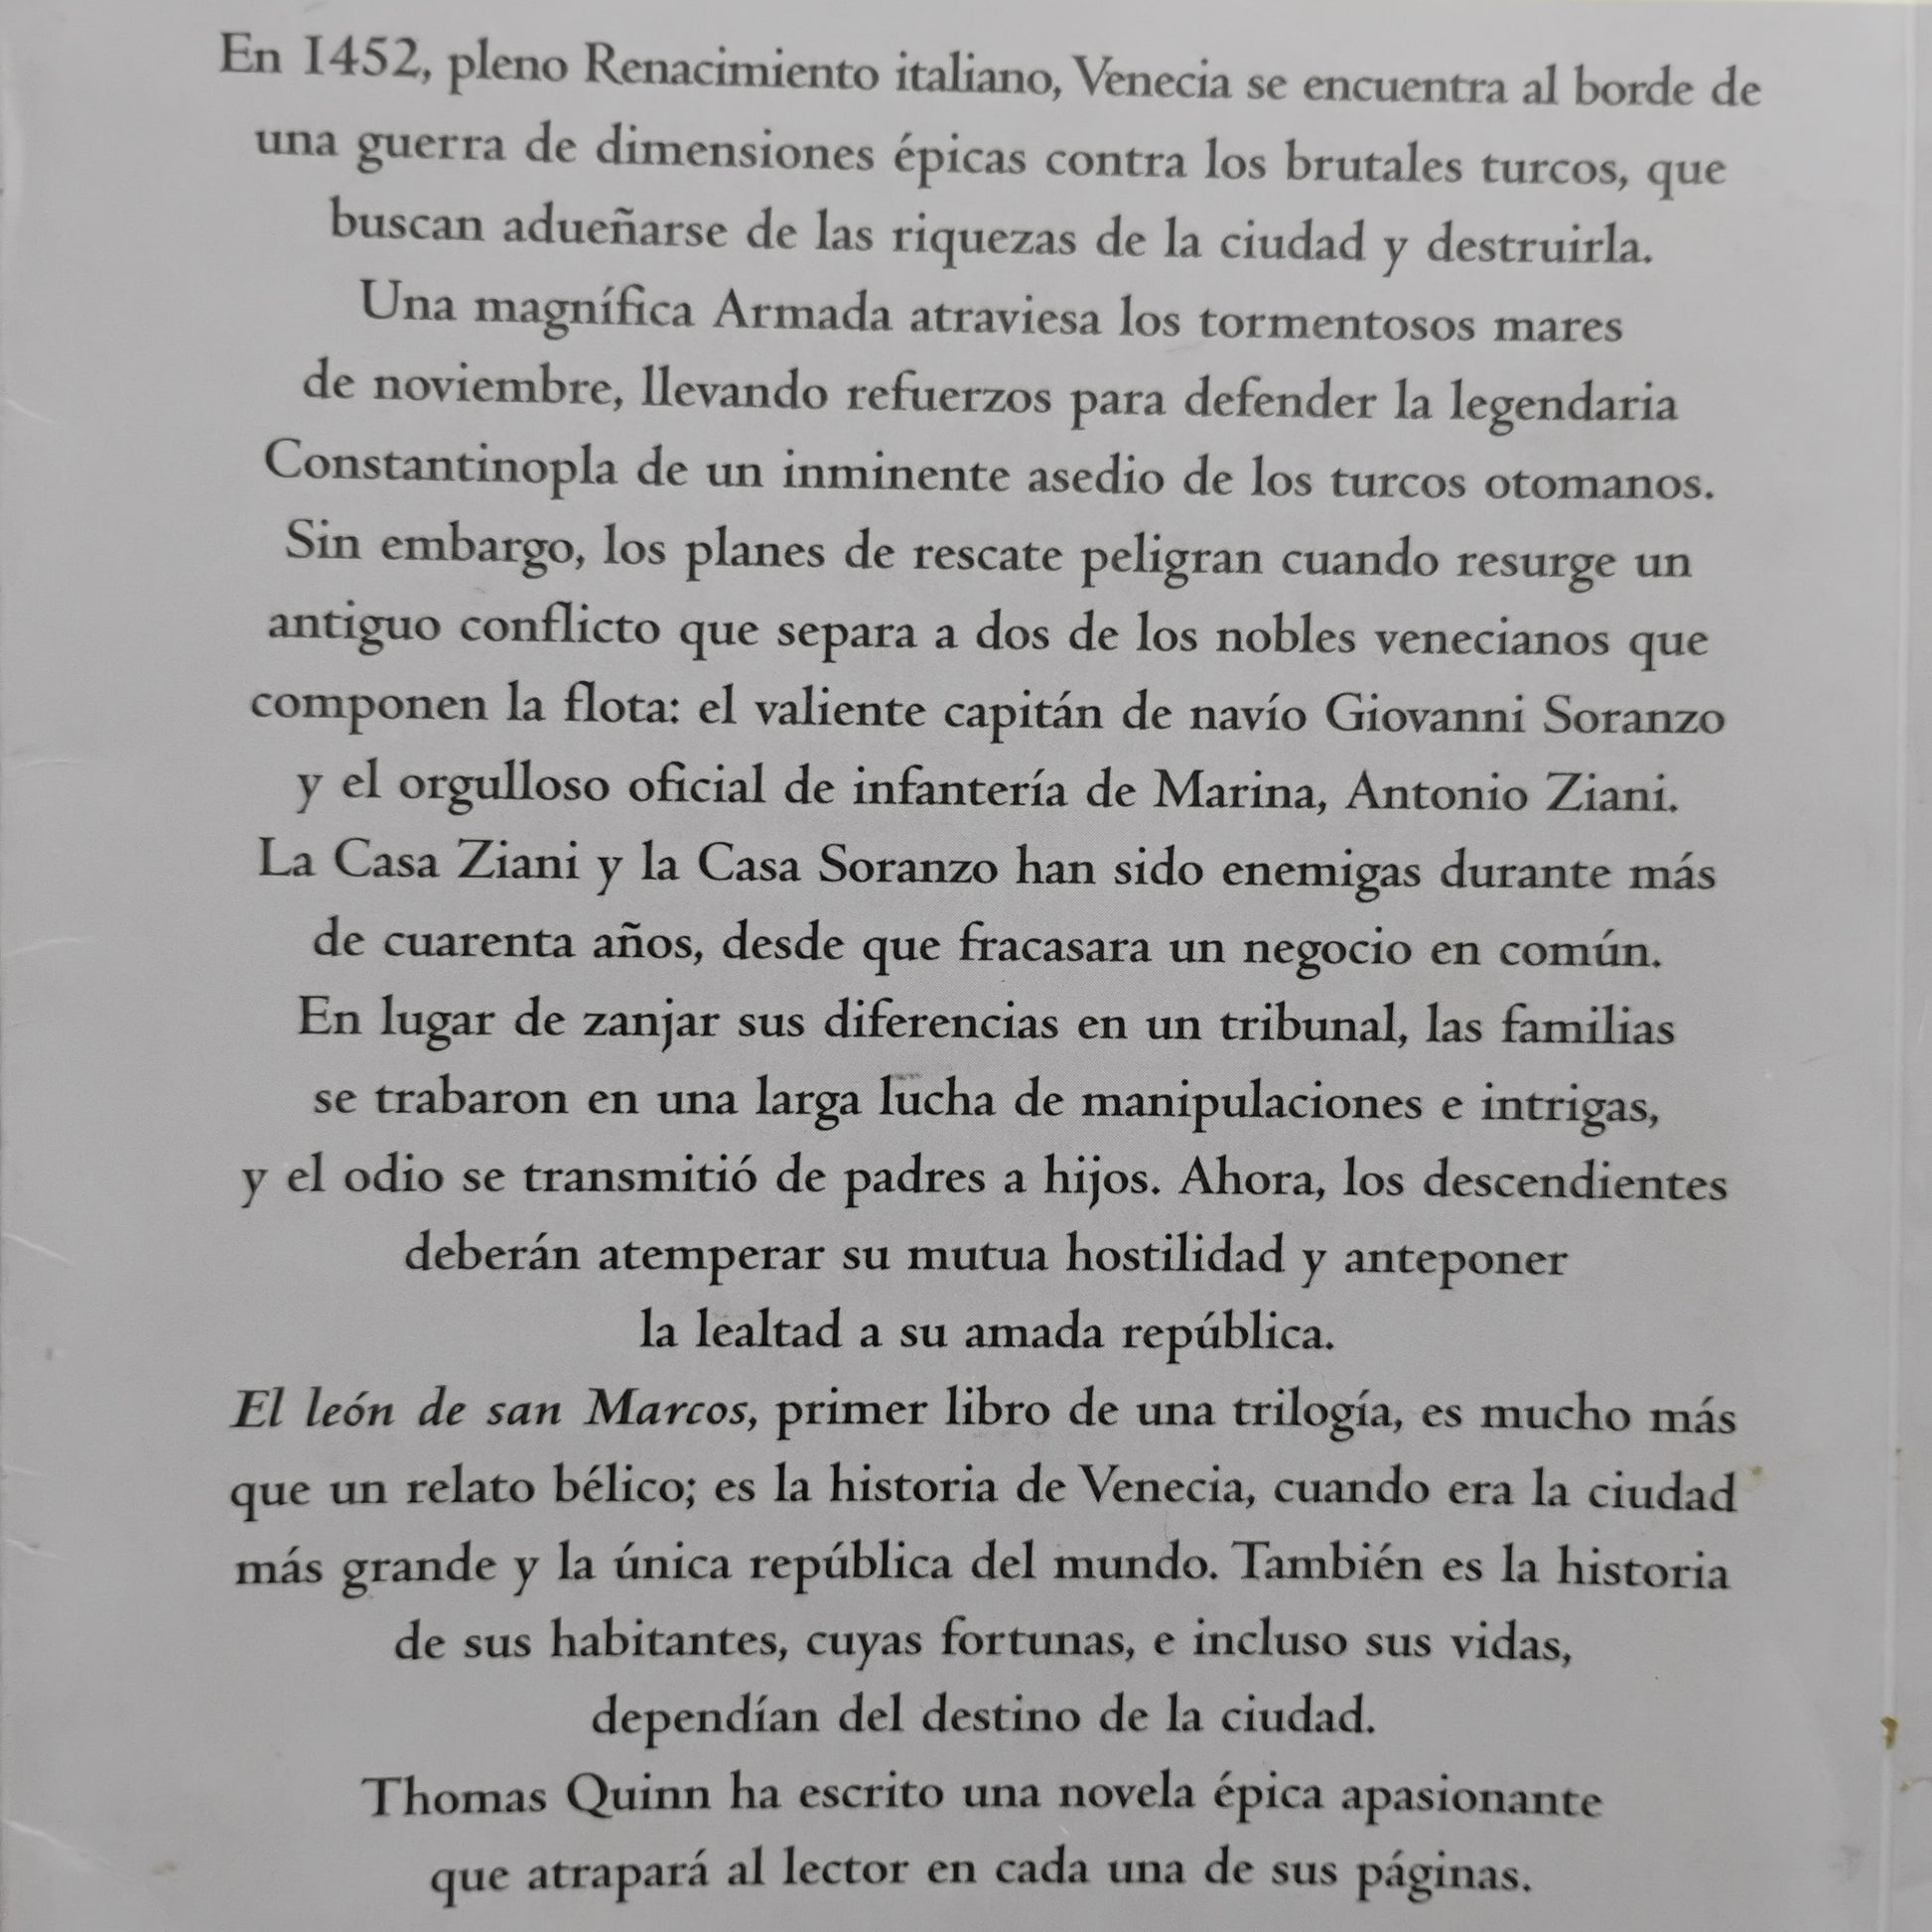 En 1452, pleno Renacimiento italiano, Venecia se encuentra al borde de
una guerra de dimensiones épicas contra los brutales turcos, que
buscan adueñarse de las riquezas de la ciudad y destruirla.
Una magnífica Armada atraviesa los tormentosos mares
de noviembre, llevando refuerzos para defender la legendaria
Constantinopla de un inminente asedio de los turcos otomanos.
Sin embargo, los planes de rescate peligran cuando resurge un
antiguo conflicto que separa a dos de los nobles venecianos que
componen la flota: el valiente capitán de navío Giovanni Soranzo
y el orgulloso oficial de infantería de Marina, Antonio Ziani.
La Casa Ziani y la Casa Soranzo han sido enemigas durante más
de cuarenta años, desde que fracasara un negocio en común.
En lugar de zanjar sus diferencias en un tribunal, las familias
se trabaron en una larga lucha de manipulaciones e intrigas,
y el odio se transmitió de padres a hijos. Ahora, los descendientes
deberán atemperar su mutua hostilidad y anteponer
la lealtad a su amada república.
El león de san Marcos, primer libro de una trilogía, es mucho más
que un relato bélico; es la historia de Venecia, cuando era la ciudad
más grande y la única república del mundo. También es la historia
de sus habitantes, cuyas fortunas, e incluso sus vidas,
dependían del destino de la ciudad.
Thomas Quinn ha escrito una novela épica apasionante
que atrapará al lector en cada una de sus páginas.